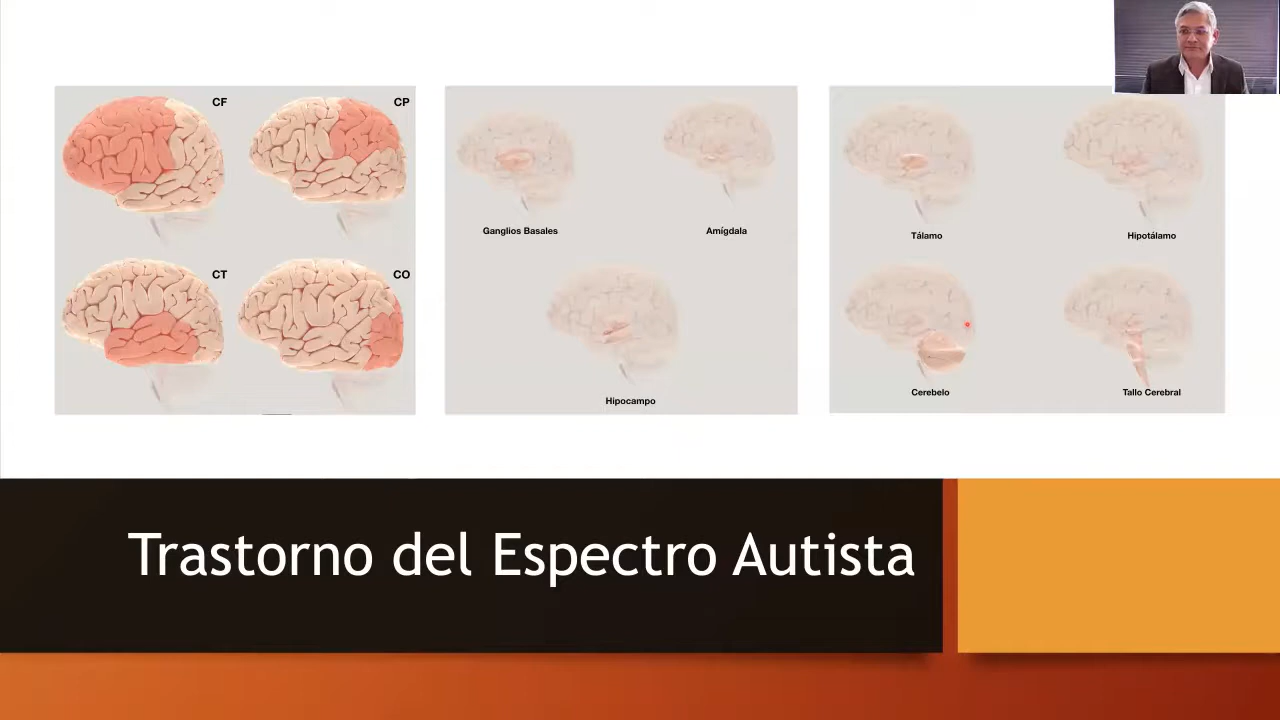 CF
CP
CT
CO
Ganglios Basales
Amígdala
Hipocampo
Tálamo
Hipotálamo
Cerebelo
Tallo Cerebral
Trastorno del Espectro Autista